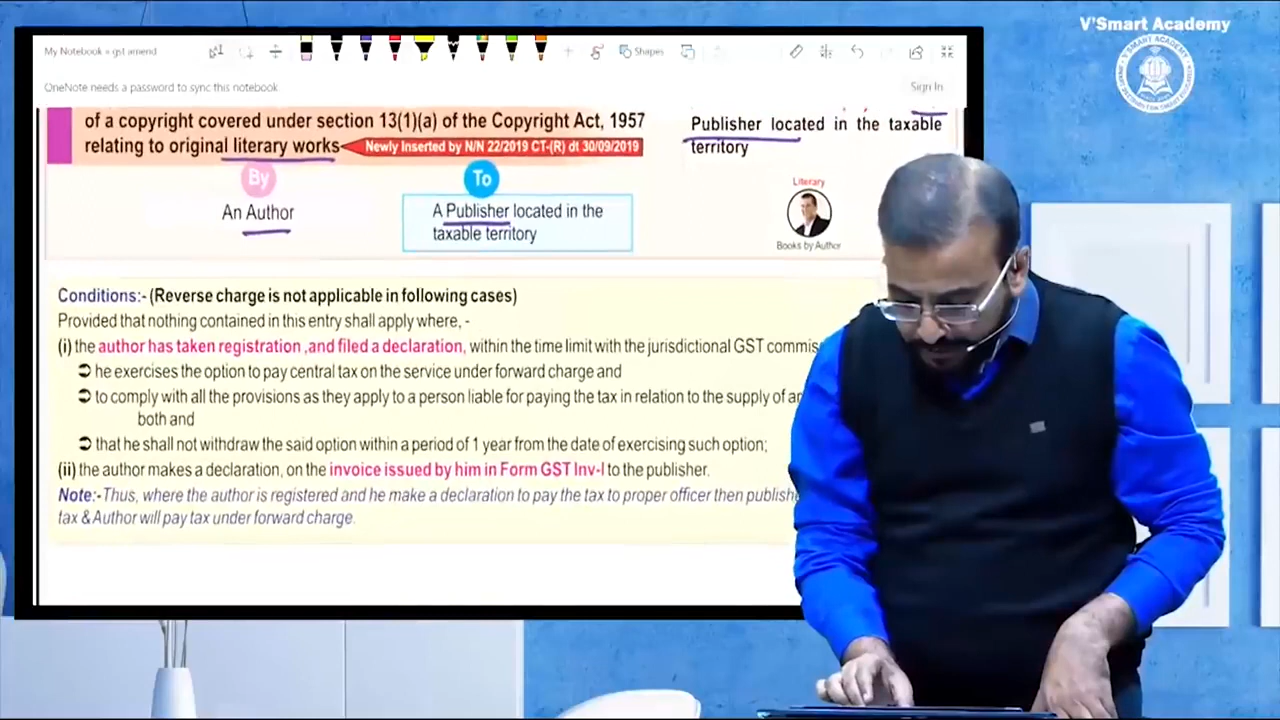 V'Smart Academy
My Notebook » gst amend
Shapes
OneNote needs a password to sync this notebook.
Sign In
of a copyright covered under section 13(1)(a) of the Copyright Act, 1957
relating to original literary works
Newly Inserted by N/N 22/2019 CT-(R) dt 30/09/2019
Publisher located in the taxable
territory
By
To
An Author
A Publisher located in the
taxable territory
Literary
Books by Author
Conditions:- (Reverse charge is not applicable in following cases)
Provided that nothing contained in this entry shall apply where, -
(i) the author has taken registration ,and filed a declaration, within the time limit with the jurisdictional GST
➲ he exercises the option to pay central tax on the service under forward charge and
➲ to comply with all the provisions as they apply to a person liable for paying the tax in relation to the supply of
both and
➲ that he shall not withdraw the said option within a period of 1 year from the date of exercising such option;
(ii) the author makes a declaration, on the invoice issued by him in Form GST Inv-I to the publisher.
Note:-Thus, where the author is registered and he make a declaration to pay the tax to proper officer then
tax &Author will pay tax under forward charge.